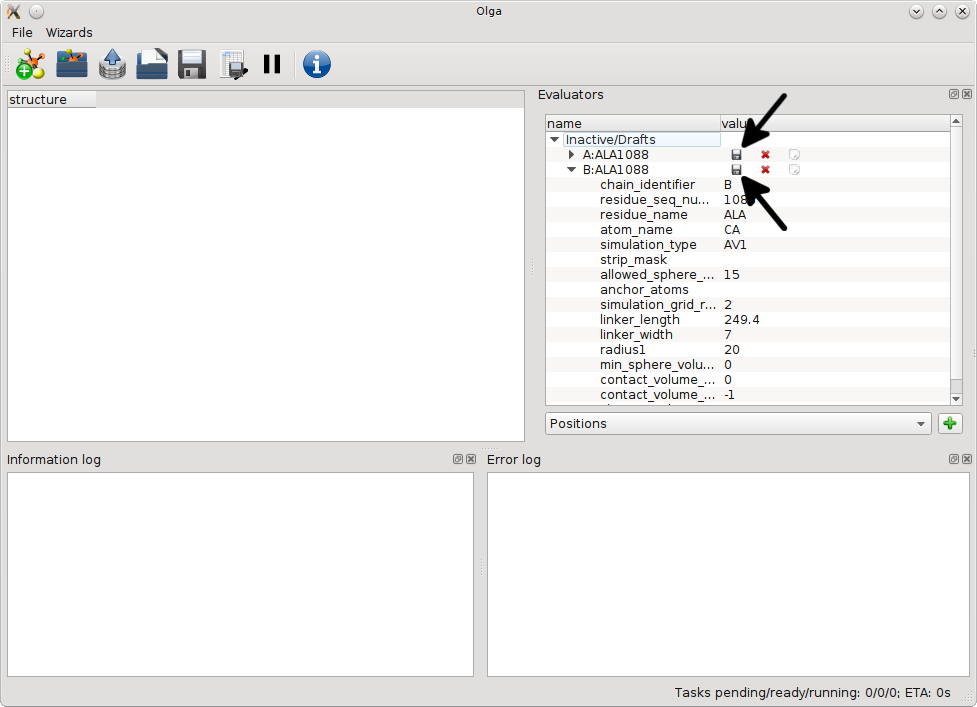 Olga
File Wizards
structure
Evaluators
name
Inactive/Drafts
A:ALA1088
B:ALA1088
chain_identifier B
residue_seq_nu...
residue_name ALA
atom_name CA
simulation_type AV1
strip_mask
allowed_sphere_... 15
anchor_atoms
simulation_grid_r... 2
linker_length 249.4
linker_width 7
radius1 20
min_sphere_volu... 0
contact_volume_... 0
contact_volume_... -1
Positions
Information log
Error log
Tasks pending/ready/running: 0/0/0; ETA: 0s